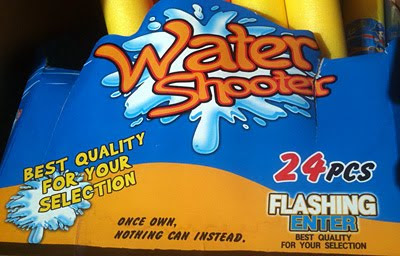 Water
Shooter
BEST QUALITY
FOR YOUR
SELECTION
24PCS
ONCE OWN,
NOTHING CAN INSTEAD.
FLASHING
ENTER
BEST QUALITY
FOR YOUR SELECTION